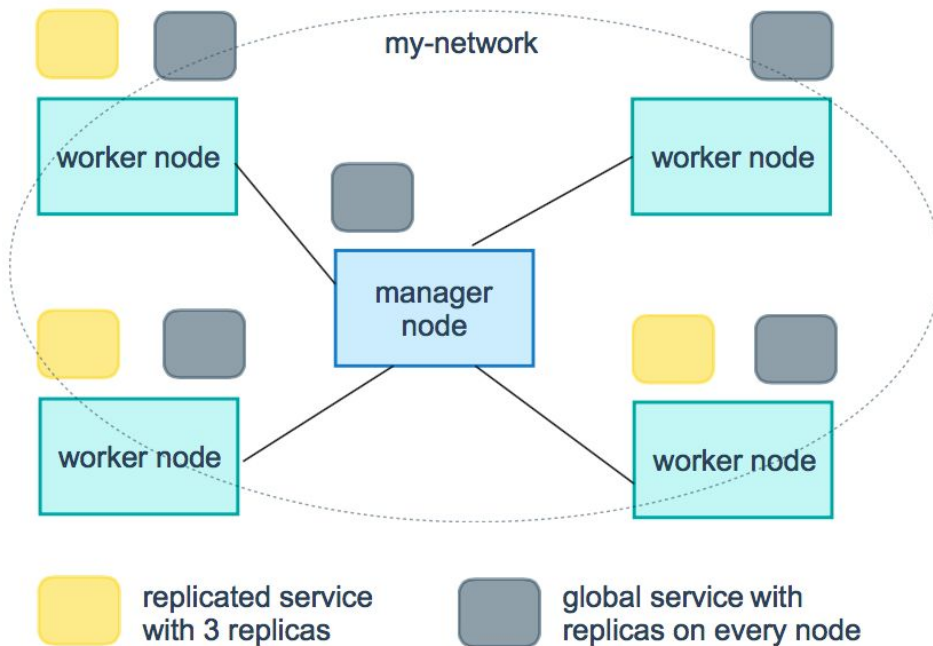 my-network
worker node
worker node
manager
node
worker node
worker node
replicated service
with 3 replicas
global service with
replicas on every node